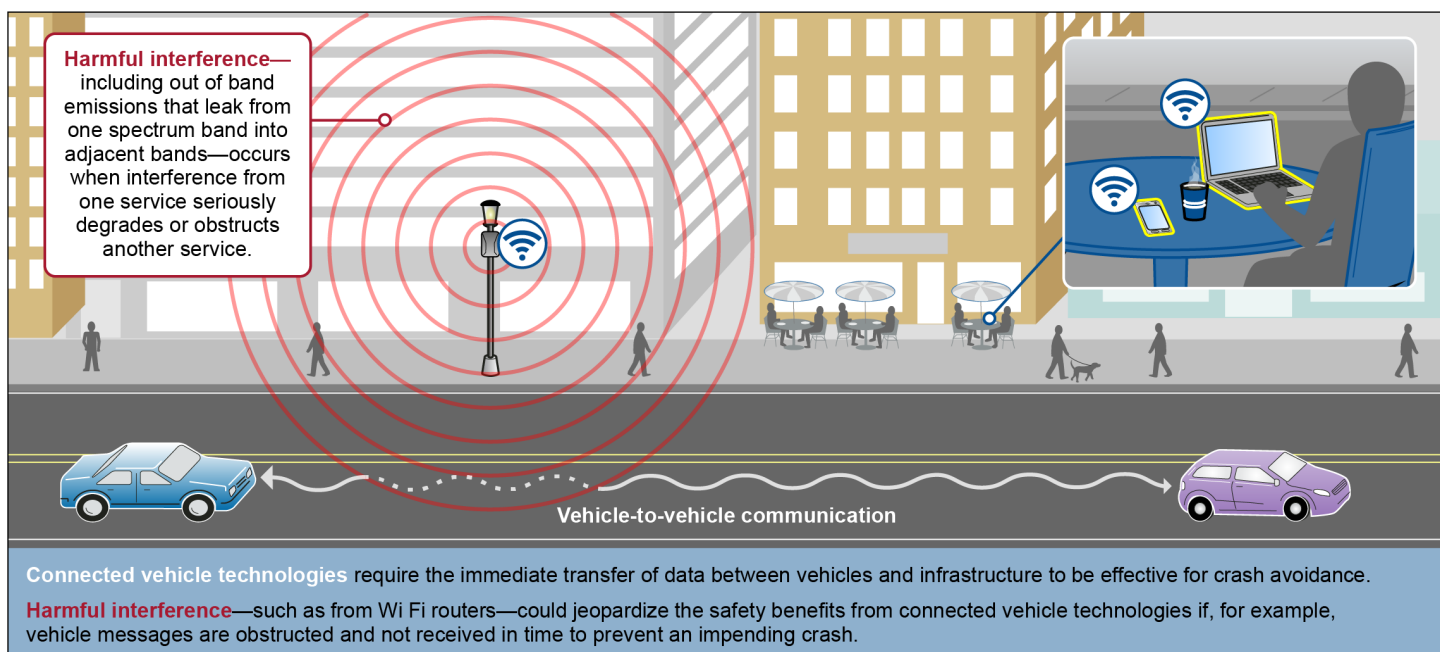 Harmful interference—
including out of band
emissions that leak from
one spectrum band into
adjacent bands—occurs
when interference from
one service seriously
degrades or obstructs
another service.
Vehicle-to-vehicle communication
Connected vehicle technologies require the immediate transfer of data between vehicles and infrastructure to be effective for crash avoidance.
Harmful interference—such as from Wi Fi routers—could jeopardize the safety benefits from connected vehicle technologies if, for example,
vehicle messages are obstructed and not received in time to prevent an impending crash.